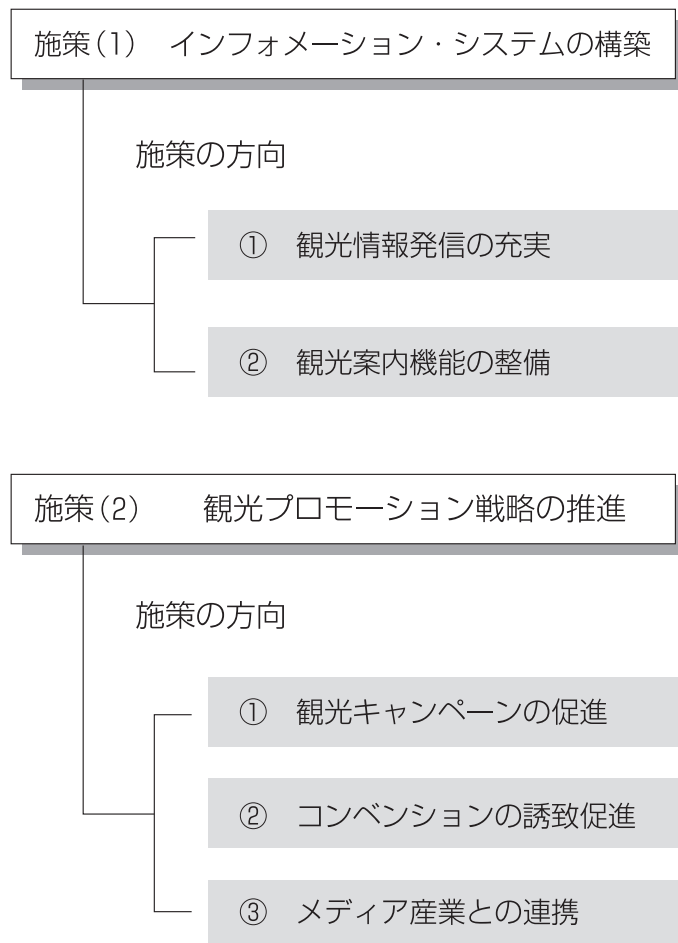 施策(1) インフォメーション・システムの構築
施策の方向
① 観光情報発信の充実
② 観光案内機能の整備
施策(2) 観光プロモーション戦略の推進
施策の方向
① 観光キャンペーンの促進
② コンベンションの誘致促進
③ メディア産業との連携